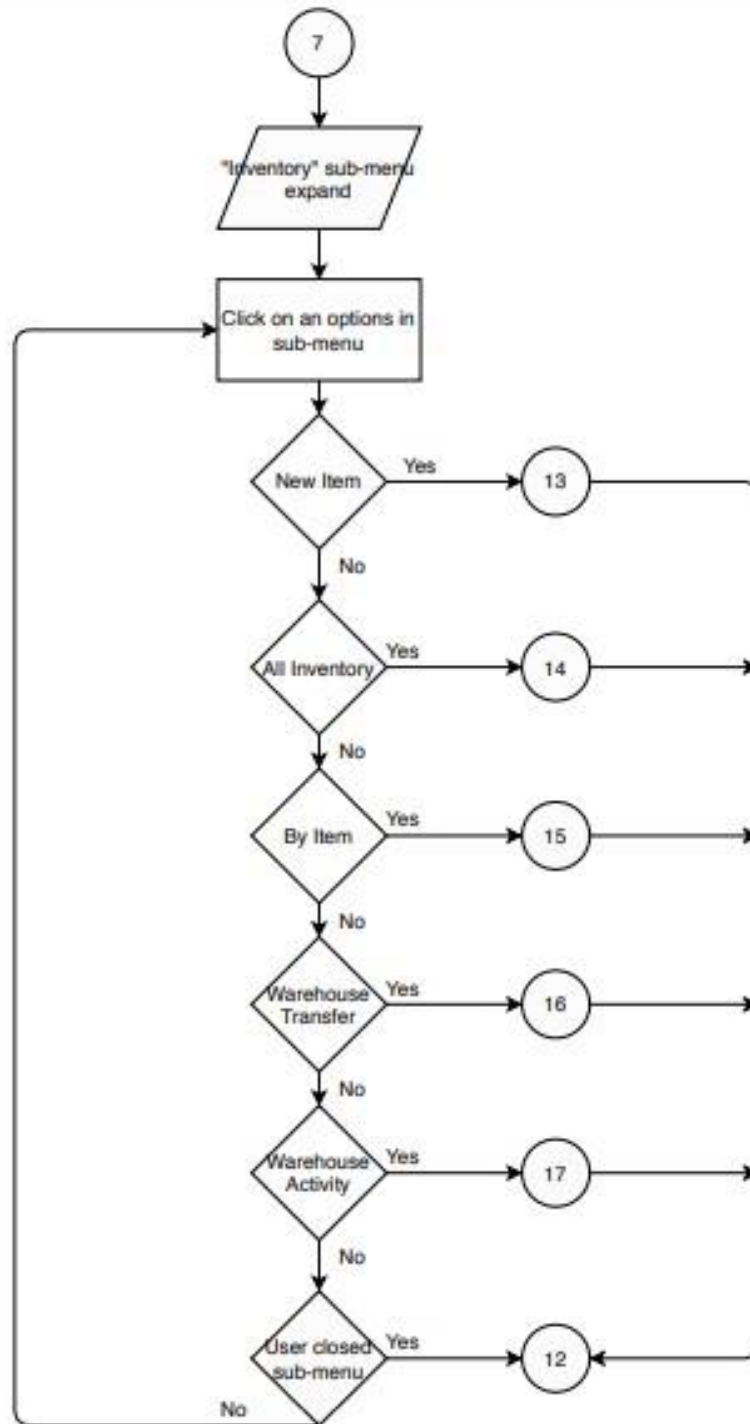 7
"Inventory" sub-menu
expand
Click on an options in
sub-menu
New Item
Yes
13
No
All Inventory
Yes
14
No
By Item
Yes
15
No
Warehouse
Transfer
Yes
16
No
Warehouse
Activity
Yes
17
No
User closed
sub-menu
Yes
12
No